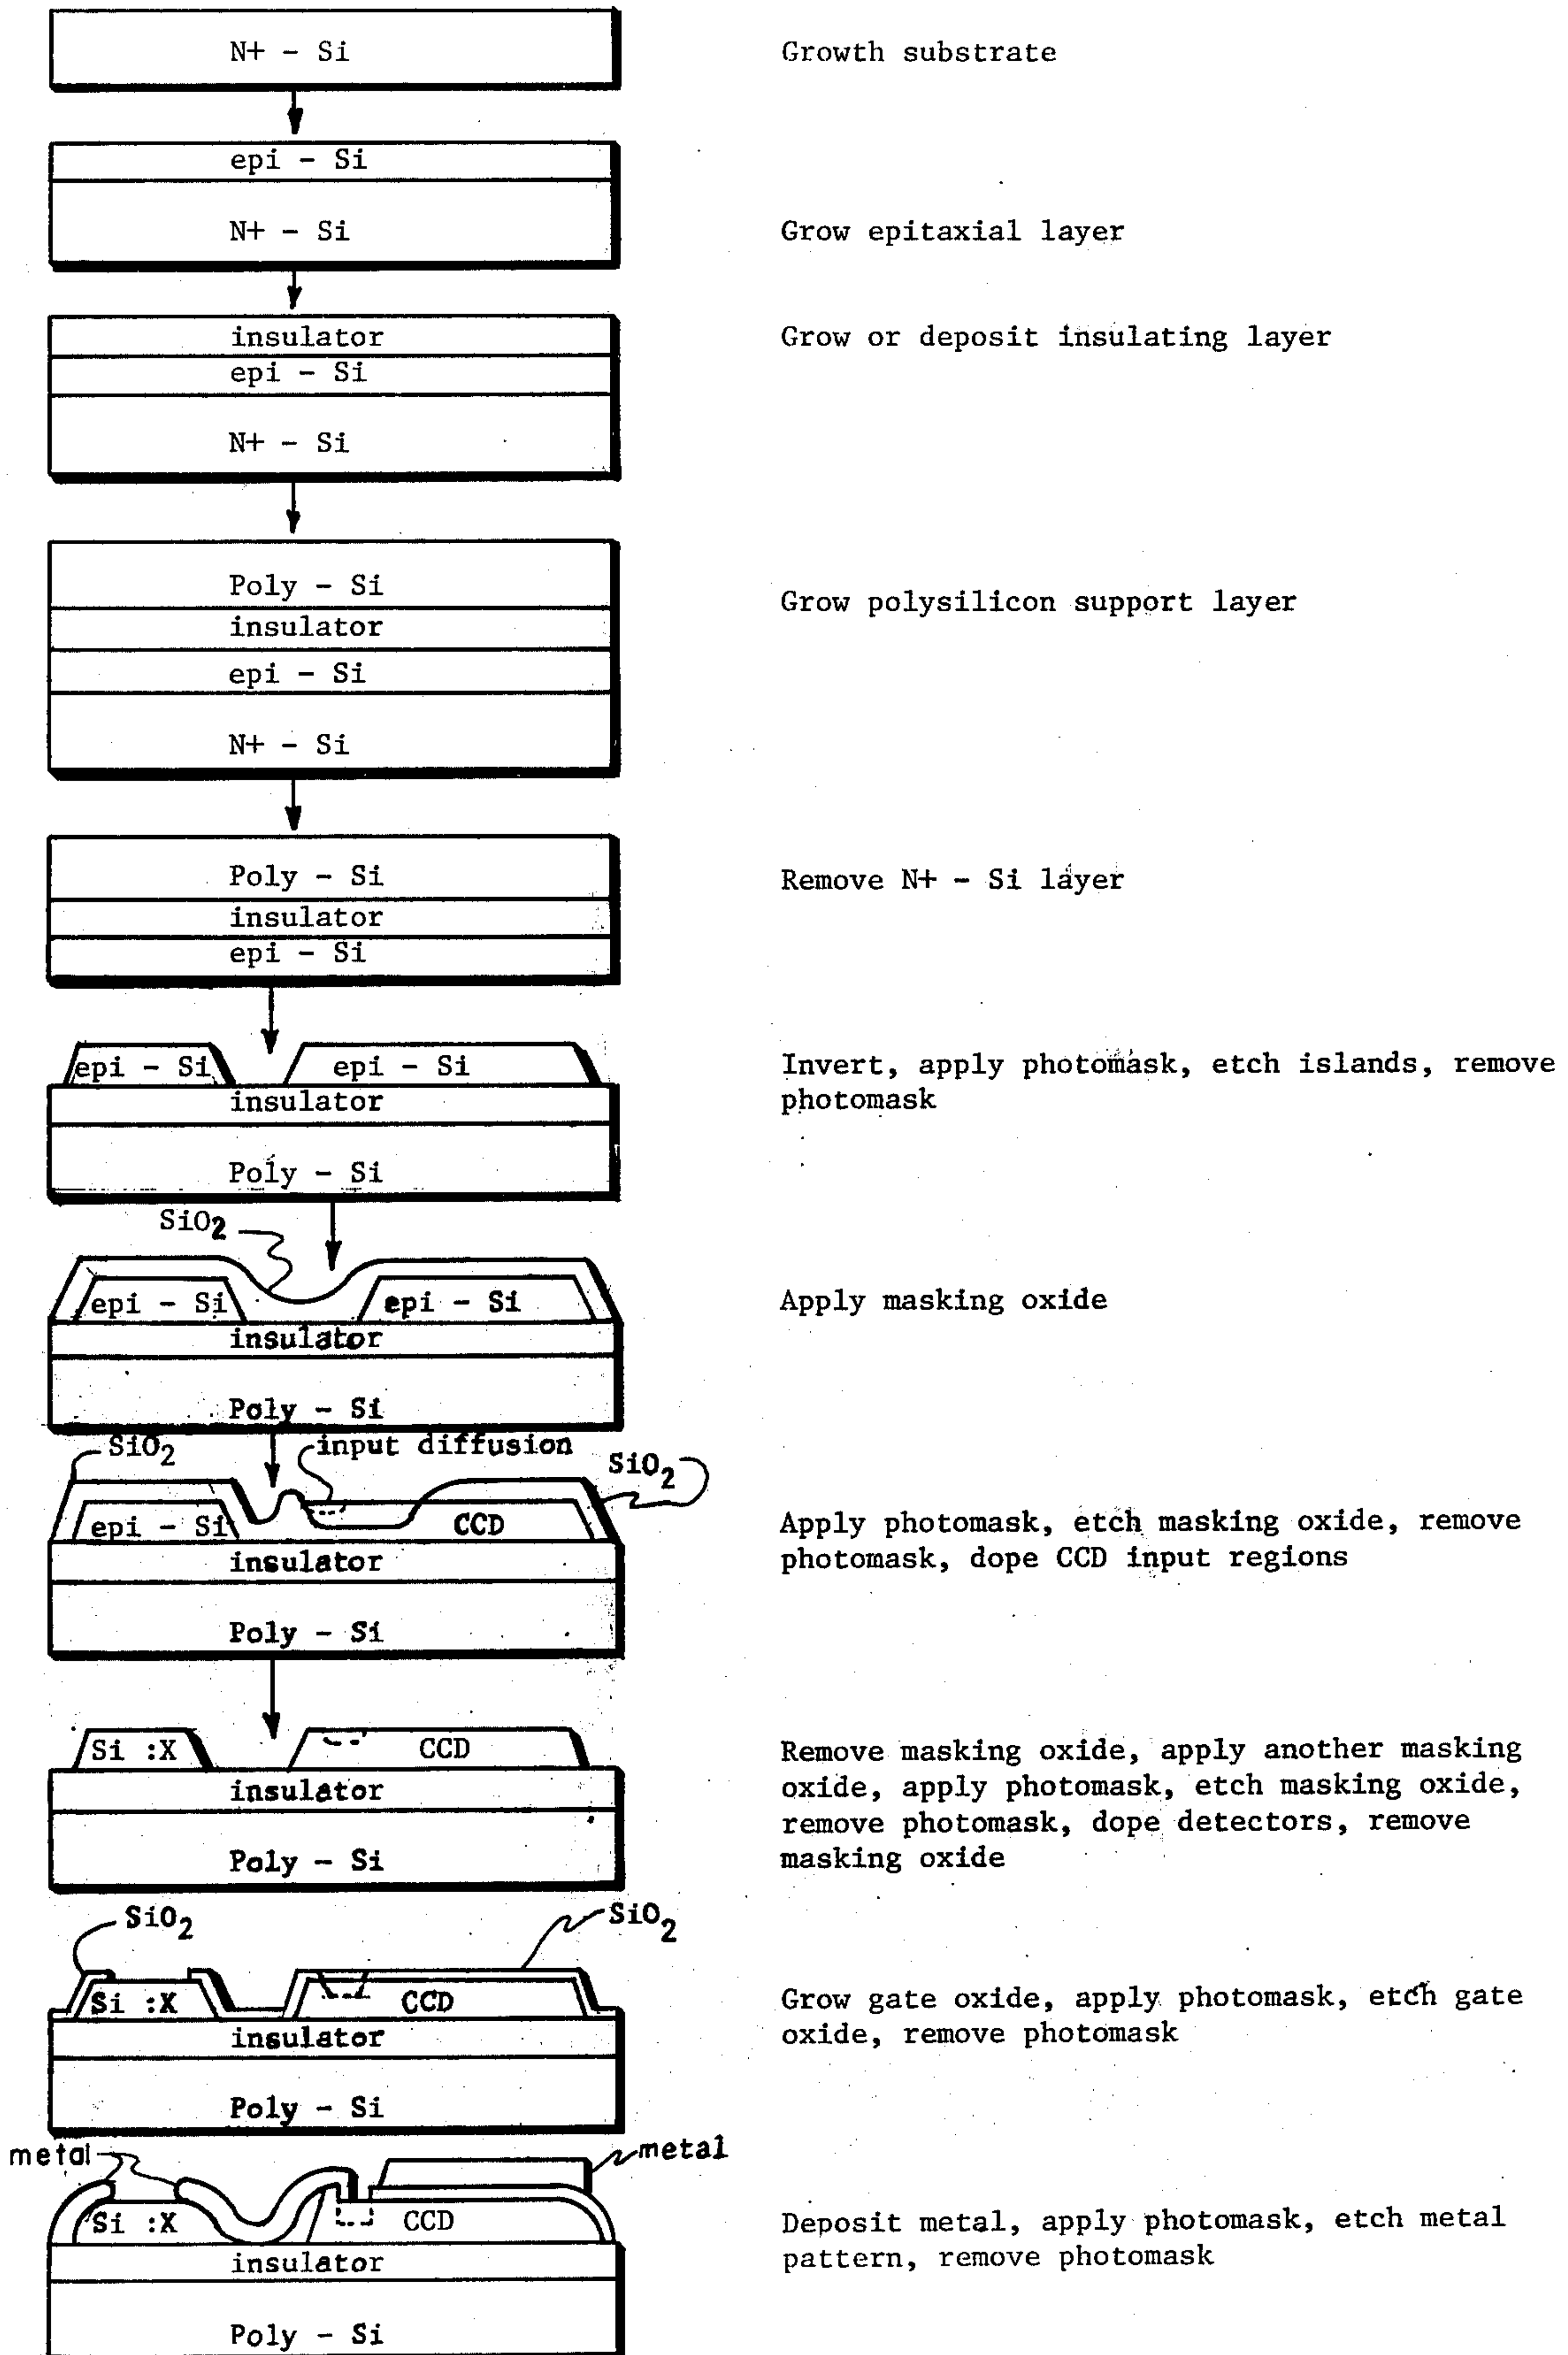 N+ - Si
Growth substrate
epi - Si
N+ - Si
Grow epitaxial layer
insulator
epi - Si
N+ - Si
Grow or deposit insulating layer
Poly - Si
insulator
epi - Si
N+ - Si
Grow polysilicon support layer
Poly - Si
insulator
epi - Si
Remove N+ - Si layer
epi - Si epi - Si
insulator
Poly - Si
Invert, apply photomask, etch islands, remove
photomask
SiO2
epi - Si epi - Si
insulator
Poly - Si
Apply masking oxide
SiO2 input diffusion SiO2
epi - Si CCD
insulator
Poly - Si
Apply photomask, etch masking oxide, remove
photomask, dope CCD input regions
Si :X CCD
insulator
Poly - Si
Remove masking oxide, apply another masking
oxide, apply photomask, etch masking oxide,
remove photomask, dope detectors, remove
masking oxide
SiO2 SiO2
Si :X CCD
insulator
Poly - Si
Grow gate oxide, apply photomask, etch gate
oxide, remove photomask
metal metal
Si :X CCD
insulator
Poly - Si
Deposit metal, apply photomask, etch metal
pattern, remove photomask